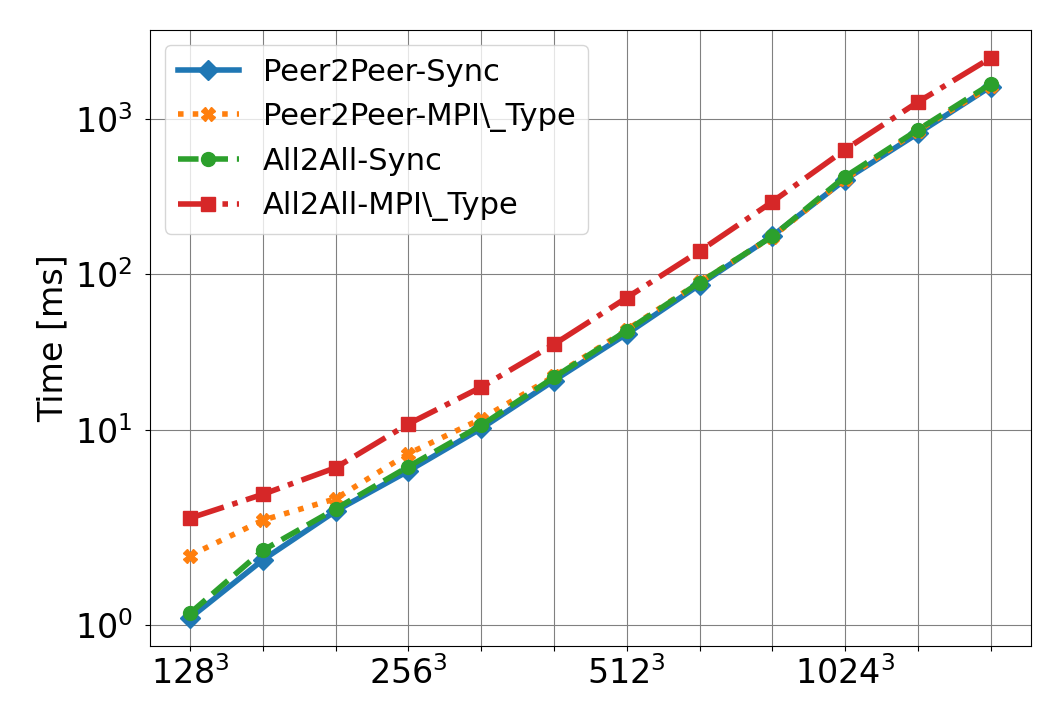 Peer2Peer-Sync
Peer2Peer-MPI\_Type
All2All-Sync
All2All-MPI\_Type
Time [ms]
10³
10²
10¹
10⁰
128³ 256³ 512³ 1024³